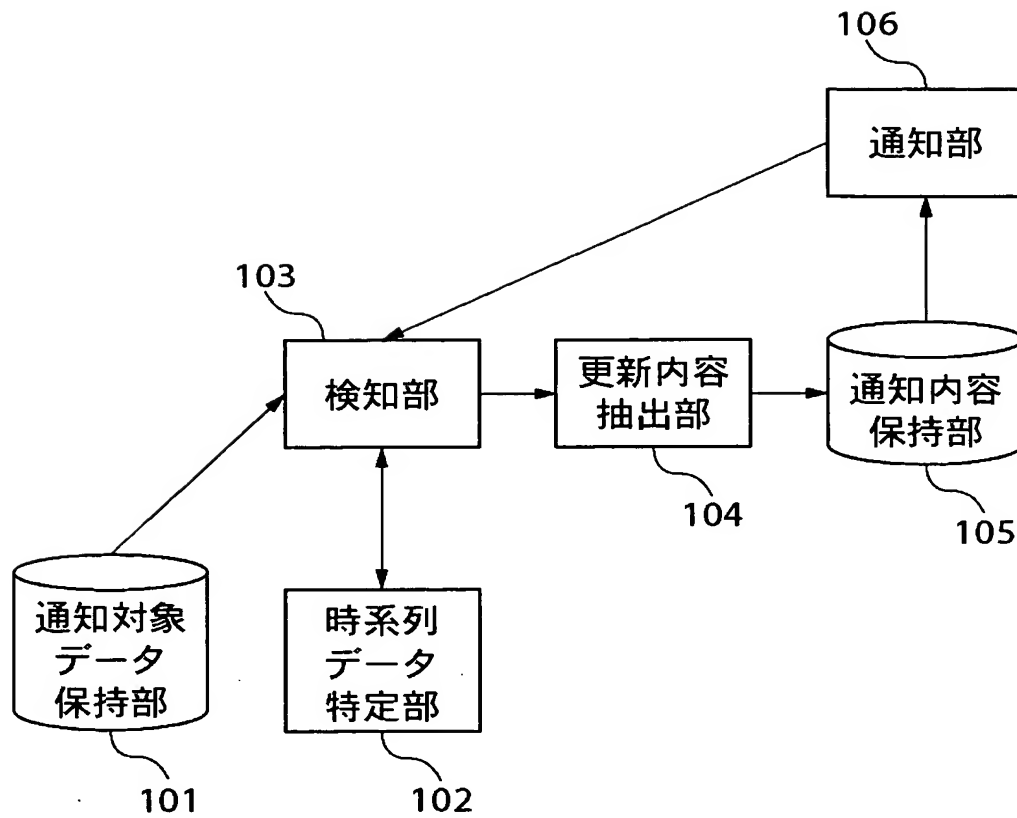 106
通知部
103
検知部
更新内容
抽出部
通知内容
保持部
104
105
通知対象
データ
保持部
時系列
データ
特定部
101
102